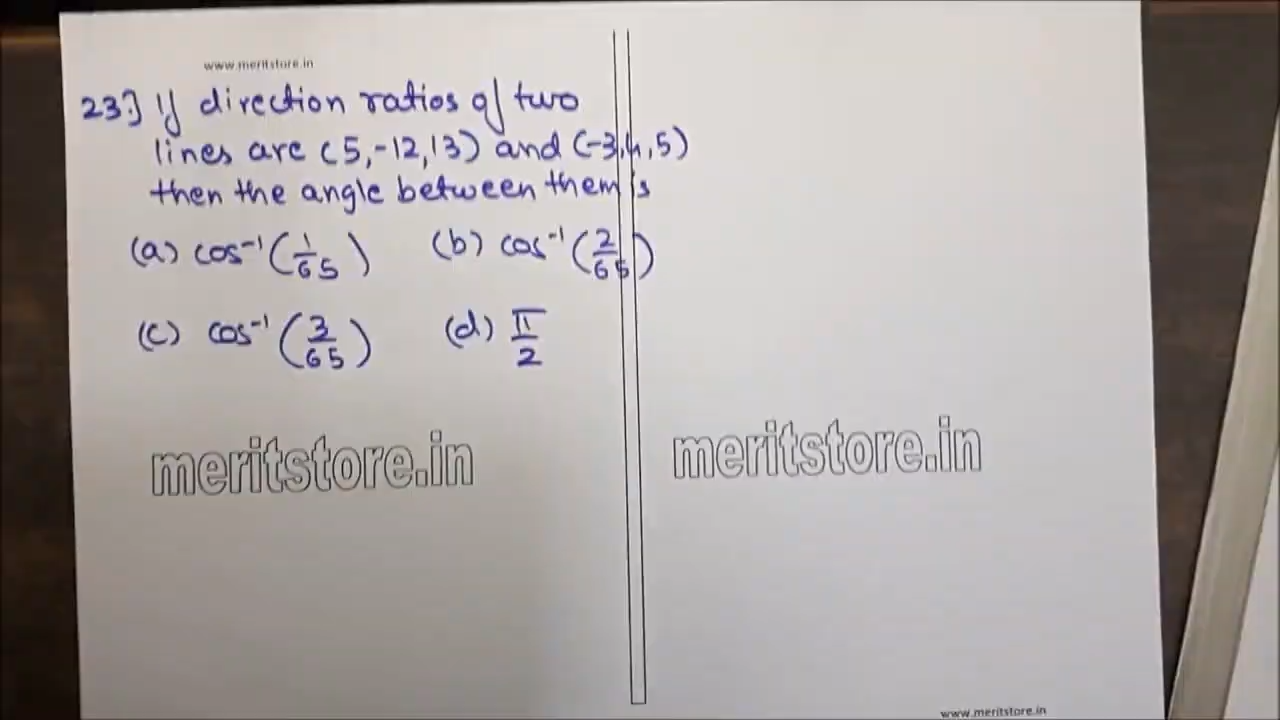 www.meritstore.in
23:] If direction ratios of two
lines are (5,-12,13) and (-3,4,5)
then the angle between them is
(a) cos⁻¹(1/65) (b) cos⁻¹(2/65)
(c) cos⁻¹(3/65) (d) π/2
meritstore.in meritstore.in
www.meritstore.in